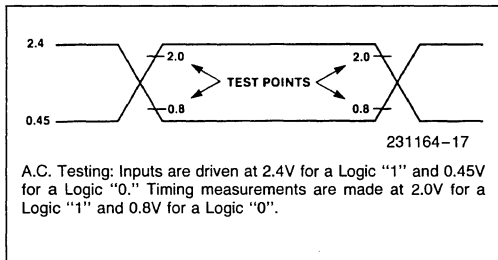 2.4
2.0
2.0
TEST POINTS
0.8
0.8
0.45
231164–17
A.C. Testing: Inputs are driven at 2.4V for a Logic “1” and 0.45V
for a Logic “0.” Timing measurements are made at 2.0V for a
Logic “1” and 0.8V for a Logic “0”.